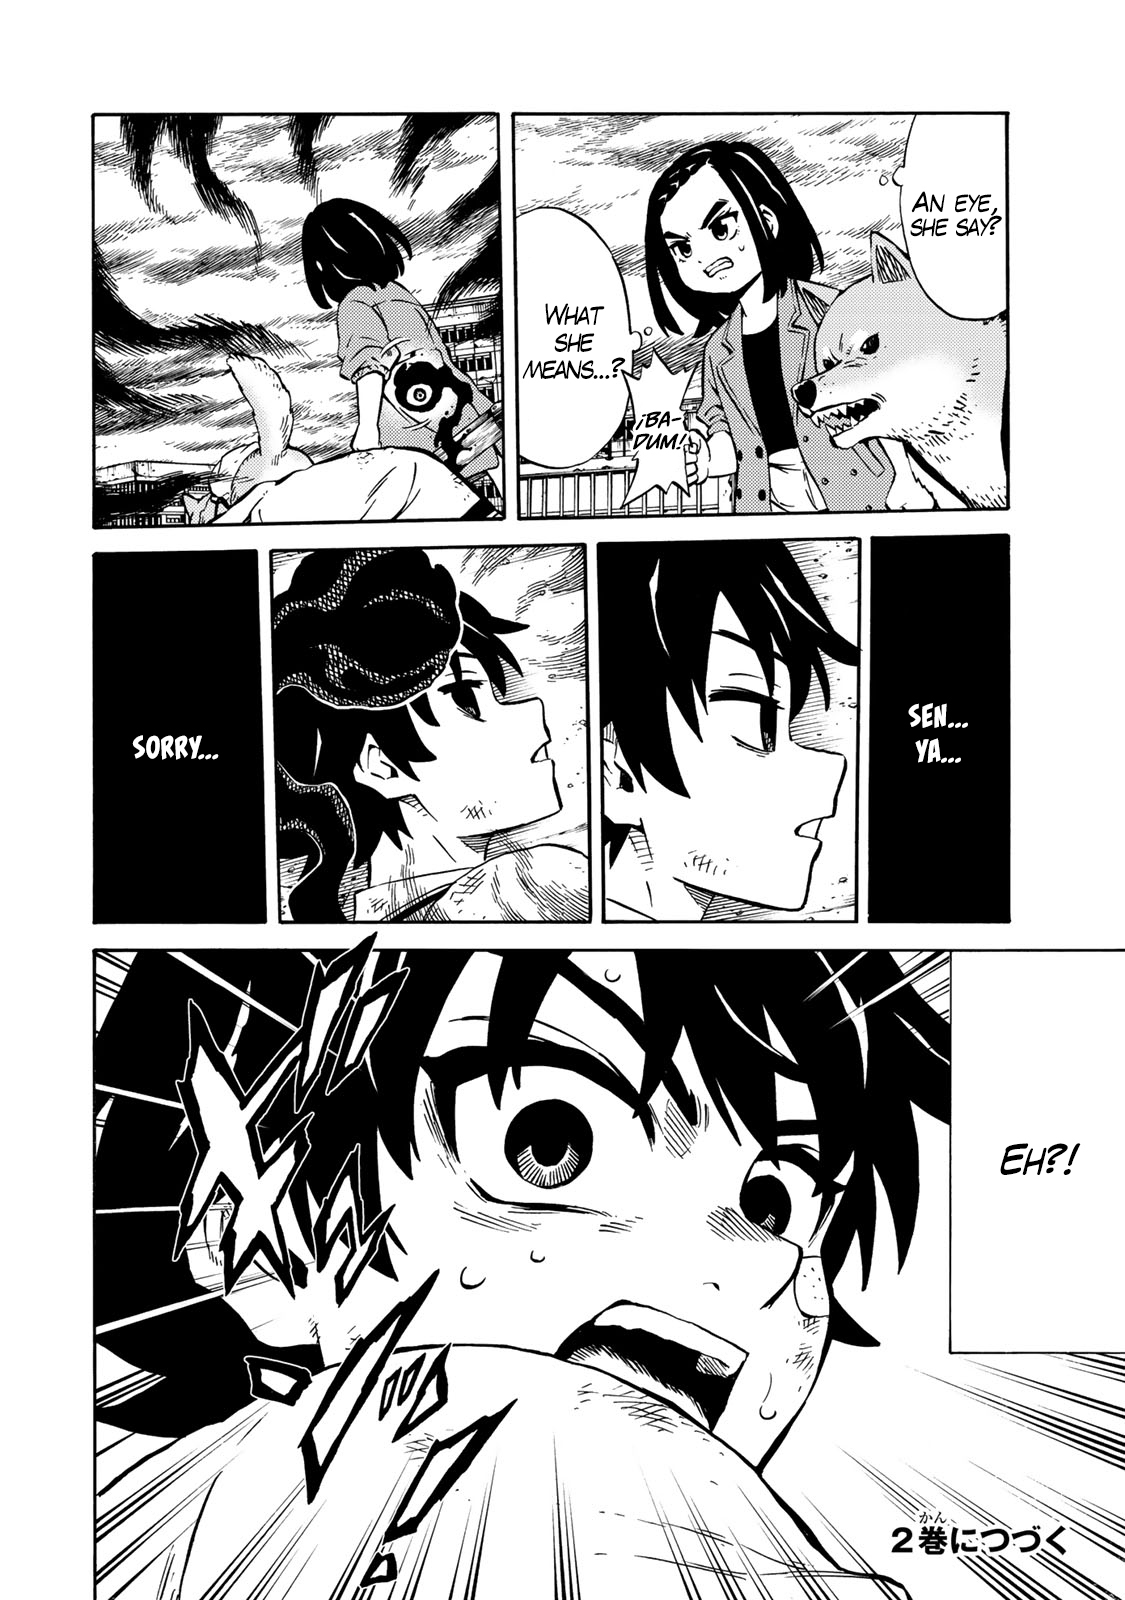 AN EYE,
SHE SAY?
WHAT
SHE
MEANS...?
¡BA-
DUM!
SEN...
YA...
SORRY...
EH?!
かん
2巻につづく